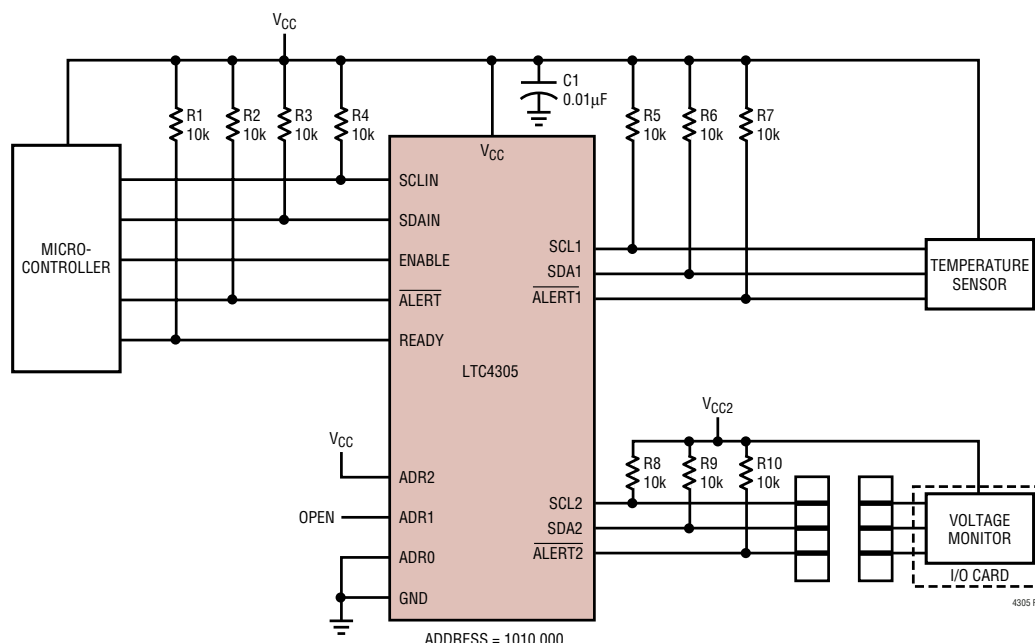 VCC
R1
10k
R2
10k
R3
10k
R4
10k
C1
0.01µF
R5
10k
R6
10k
R7
10k
MICRO-
CONTROLLER
VCC
SCLIN
SDAIN
ENABLE
ALERT
READY
LTC4305
SCL1
SDA1
ALERT1
TEMPERATURE
SENSOR
VCC
ADR2
OPEN
ADR1
ADR0
GND
VCC2
R8
10k
R9
10k
R10
10k
SCL2
SDA2
ALERT2
VOLTAGE
MONITOR
I/O CARD
4305 F
ADDRESS = 1010 000